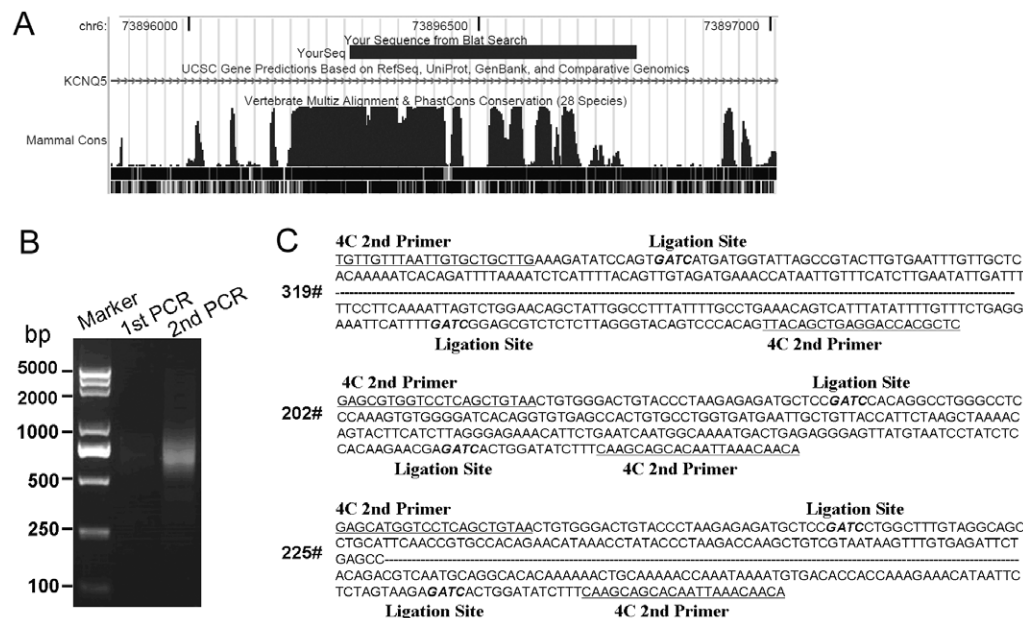 A
chr6:
73896000
73896500
73897000
Your Sequence from Blat Search
YourSeq
UCSC Gene Predictions Based on RefSeq, UniProt, GenBank, and Comparative Genomics
KCNQ5
Vertebrate Multiz Alignment & PhastCons Conservation (28 Species)
Mammal Cons
B
Marker
1st PCR
2nd PCR
bp
5000
2000
1000
500
250
100
C
4C 2nd Primer
Ligation Site
TGTTGTTTAATTGTGCTGCTTGAAAGATATCCAGTGATCATGATGGTATTAGCCGTACTTGTGAATTTGTTGCTC
ACAAAAATCACAGATTTTAAAATCTCATTTTACAGTTGTAGATGAAACCATAATTGTTTCATCTTGAATATTGATTT
319#
TTCCTTCAAAATTAGTCTGGAACAGCTATTGGCCTTTATTTTGCCTGAAACAGTCATTTATATTTTGTTTCTGAGG
AAATTCATTTTGATCGGAGCGTCTCTCTTAGGGTACAGTCCCACAGTTACAGCTGAGGACCACGCTC
Ligation Site
4C 2nd Primer
4C 2nd Primer
Ligation Site
GAGCGTGGTCCTCAGCTGTAACTGTGGGACTGTACCCTAAGAGAGATGCTCCGATCCACAGGCCTGGGCCTC
CCAAAGTGTGGGGATCACAGGTGTGAGCCACTGTGCCTGGTGATGAATTGCTGTTACCATTCTAAGCTAAAAC
202#
AGTACTTCATCTTAGGGAGAAACATTCTGAATCAATGGCAAAATGACTGAGAGGGAGTTATGTAATCCTATCTC
CACAAGAACGAGATCACTGGATATCTTTCAAGCAGCACAATTAAACAACA
Ligation Site
4C 2nd Primer
4C 2nd Primer
Ligation Site
GAGCATGGTCCTCAGCTGTAACTGTGGGACTGTACCCTAAGAGAGATGCTCCGATCCTGGCTTTGTAGGCAGC
CTGCATTCAACCGTGCCACAGAACATAAACCTATACCCTAAGACCAAGCTGTCGTAATAAGTTTGTGAGATTCT
GAGCC
225#
ACAGACGTCAATGCAGGCACACAAAAAACTGCAAAAACCAAATAAAATGTGACACCACCAAAGAAACATAATTC
TCTAGTAAGAGATCACTGGATATCTTTCAAGCAGCACAATTAAACAACA
Ligation Site
4C 2nd Primer